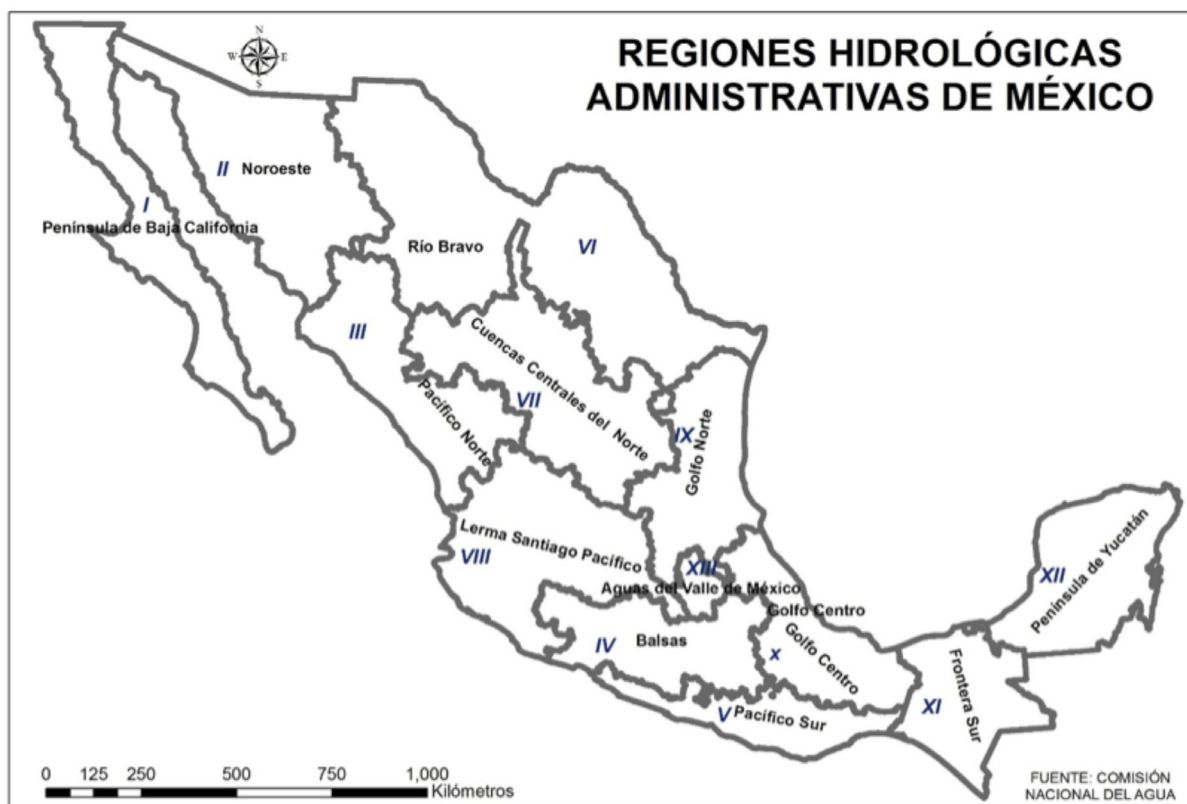 REGIONES HIDROLÓGICAS
ADMINISTRATIVAS DE MÉXICO
N
W
E
S
I
Península de Baja California
II Noroeste
Río Bravo
VI
III
Pacífico Norte
Cuencas Centrales del Norte
VII
IX
Golfo Norte
Lerma Santiago Pacífico
VIII
XIII
Aguas del Valle de México
Golfo Centro
IV Balsas
x
Golfo Centro
V Pacífico Sur
XI
Frontera Sur
XII
Península de Yucatán
0 125 250 500 750 1,000
Kilómetros
FUENTE: COMISIÓN
NACIONAL DEL AGUA